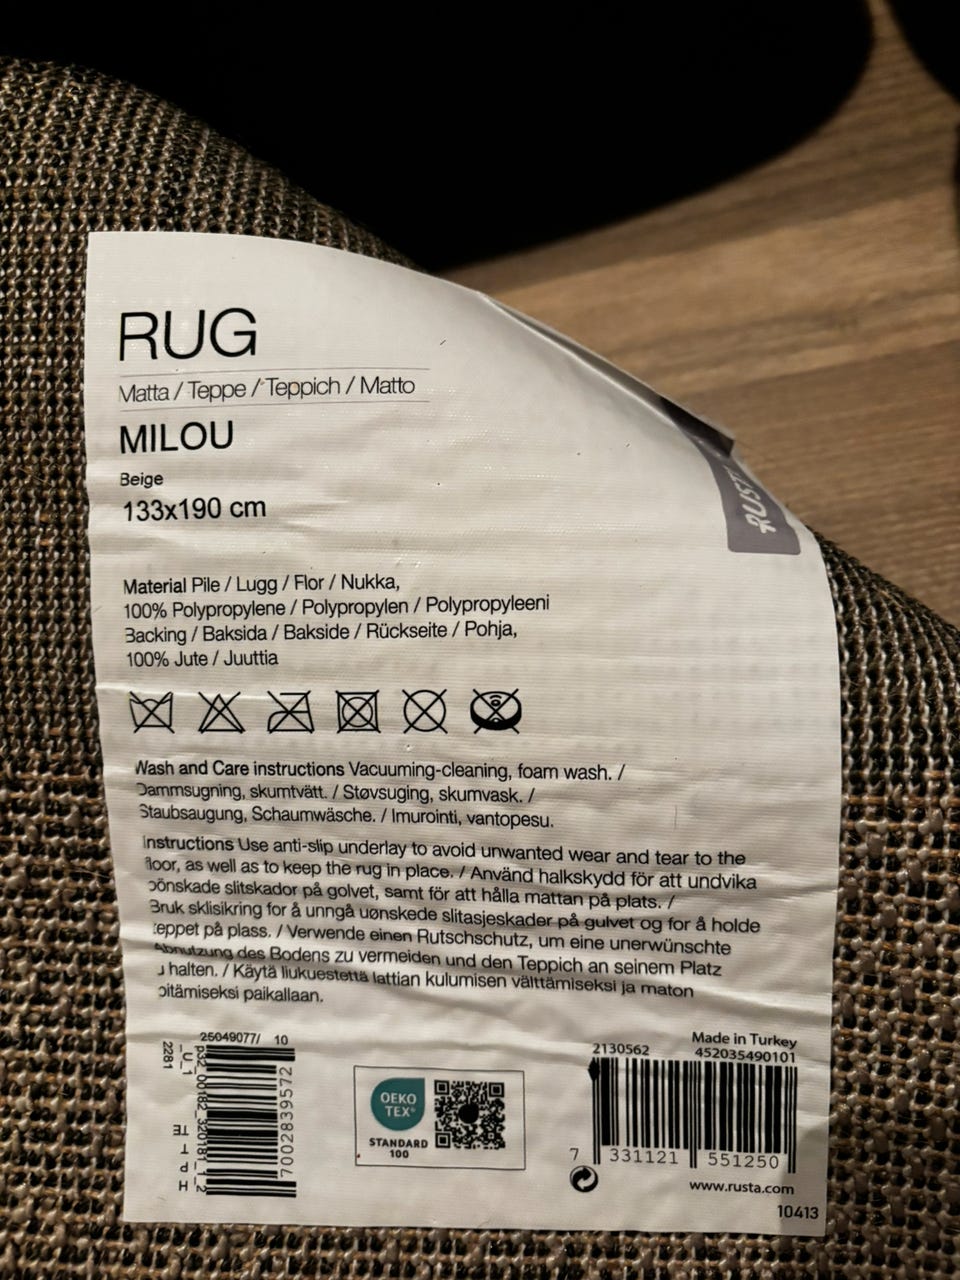 RUG
Matta / Teppe / Teppich / Matto
MILOU
Beige
133x190 cm
RUST
Material Pile / Lugg / Flor / Nukka,
100% Polypropylene / Polypropylen / Polypropyleeni
Backing / Baksida / Bakside / Rückseite / Pohja,
100% Jute / Juuttia
Wash and Care instructions Vacuuming-cleaning, foam wash. /
Dammsugning, skumtvätt. / Støvsuging, skumvask. /
Staubsaugung, Schaumwäsche. / Imurointi, vantopesu.
Instructions Use anti-slip underlay to avoid unwanted wear and tear to the
floor, as well as to keep the rug in place. / Använd halkskydd för att undvika
oönskade slitskador på golvet, samt för att hålla mattan på plats. /
Bruk sklisikring for å unngå uønskede slitasjeskader på gulvet og for å holde
teppet på plass. / Verwende einen Rutschschutz, um eine unerwünschte
Abnutzung des Bodens zu vermeiden und den Teppich an seinem Platz
halten. / Käytä liukuestettä lattian kulumisen välttämiseksi ja maton
pitämiseksi paikallaan.
25049077/ 10
p32_00182_320181_1_2
_U_1
2281
H P T TE
7002839572
OEKO
TEX®
STANDARD
100
Made in Turkey
2130562 452035490101
7 331121 551250
www.rusta.com
10413